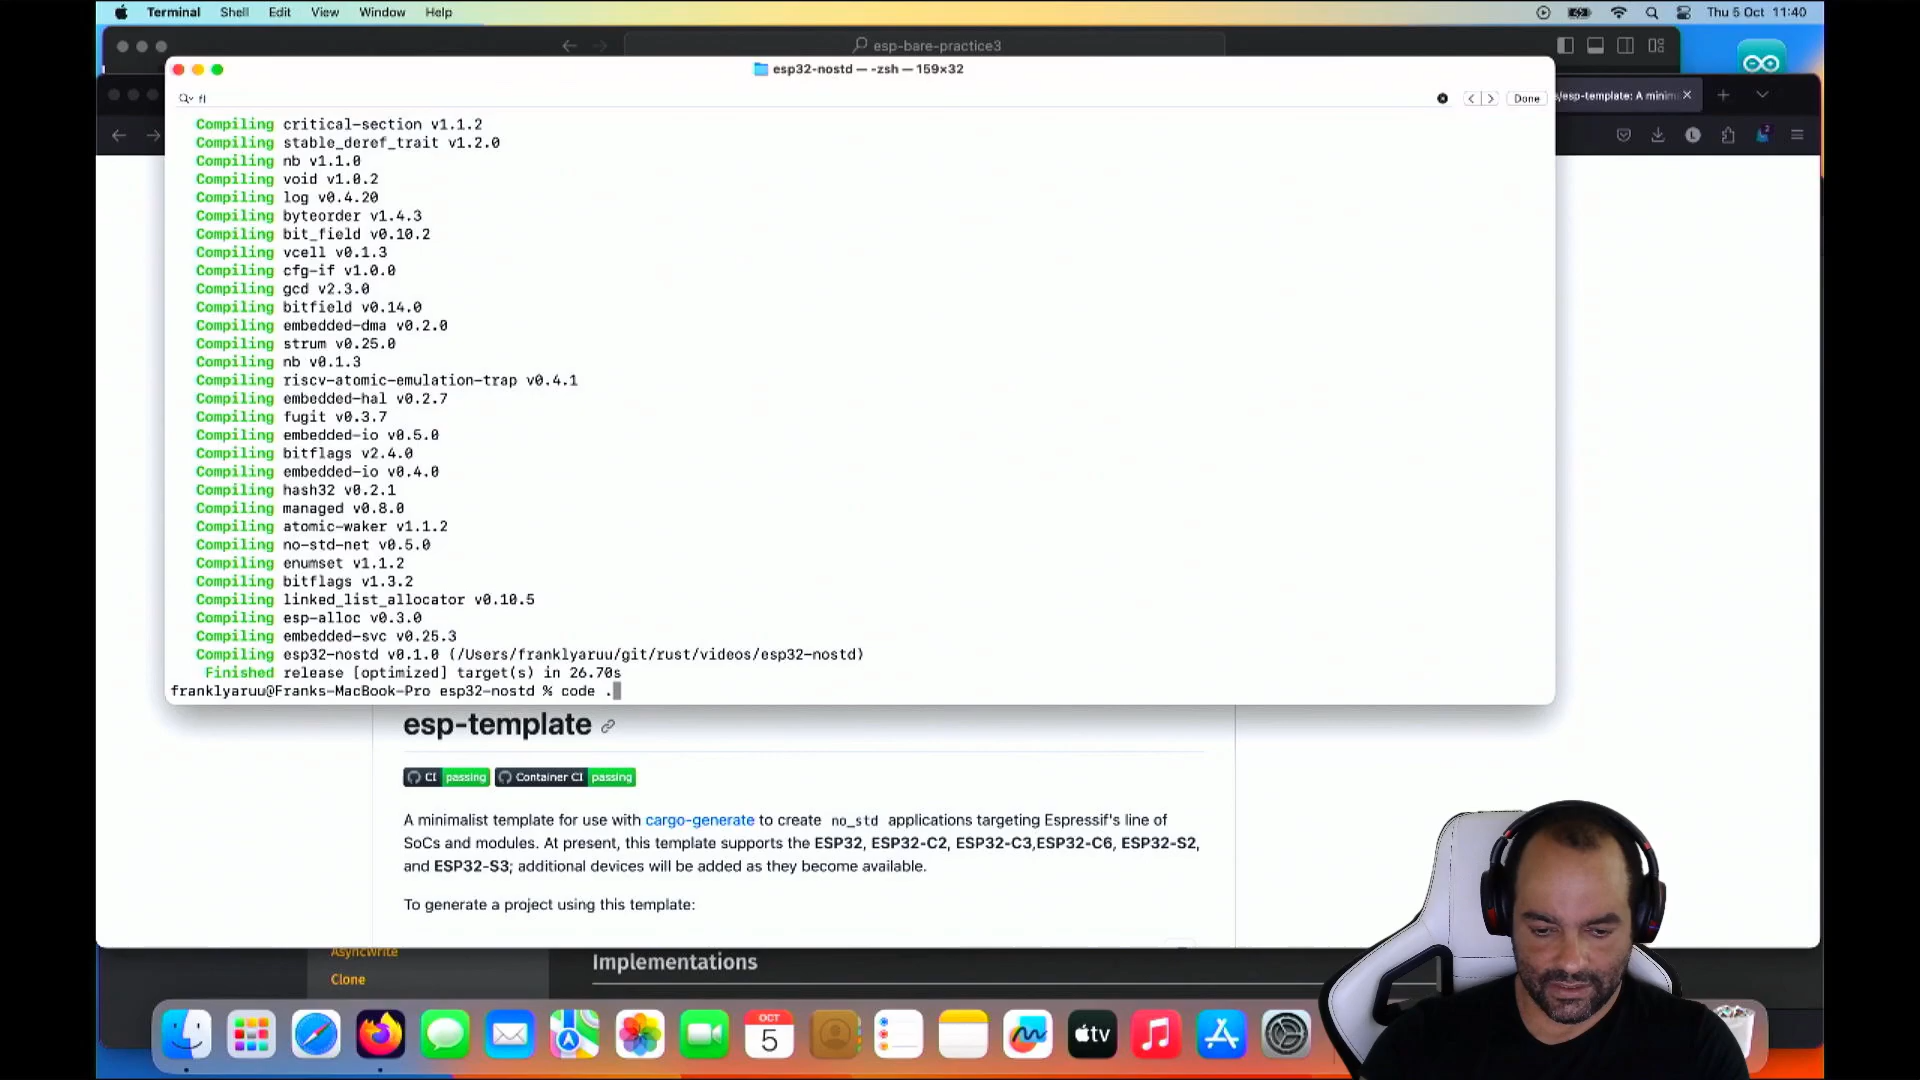 Terminal Shell Edit View Window Help
Thu 5 Oct 11:40
esp-bare-practice3
esp32-nostd — -zsh — 159×32
fl
Done
/esp-template: A minim
Compiling critical-section v1.1.2
Compiling stable_deref_trait v1.2.0
Compiling nb v1.1.0
Compiling void v1.0.2
Compiling log v0.4.20
Compiling byteorder v1.4.3
Compiling bit_field v0.10.2
Compiling vcell v0.1.3
Compiling cfg-if v1.0.0
Compiling gcd v2.3.0
Compiling bitfield v0.14.0
Compiling embedded-dma v0.2.0
Compiling strum v0.25.0
Compiling nb v0.1.3
Compiling riscv-atomic-emulation-trap v0.4.1
Compiling embedded-hal v0.2.7
Compiling fugit v0.3.7
Compiling embedded-io v0.5.0
Compiling bitflags v2.4.0
Compiling embedded-io v0.4.0
Compiling hash32 v0.2.1
Compiling managed v0.8.0
Compiling atomic-waker v1.1.2
Compiling no-std-net v0.5.0
Compiling enumset v1.1.2
Compiling bitflags v1.3.2
Compiling linked_list_allocator v0.10.5
Compiling esp-alloc v0.3.0
Compiling embedded-svc v0.25.3
Compiling esp32-nostd v0.1.0 (/Users/franklyaruu/git/rust/videos/esp32-nostd)
Finished release [optimized] target(s) in 26.70s
franklyaruu@Franks-MacBook-Pro esp32-nostd % code .
esp-template
CI passing Container CI passing
A minimalist template for use with cargo-generate to create no_std applications targeting Espressif's line of
SoCs and modules. At present, this template supports the ESP32, ESP32-C2, ESP32-C3,ESP32-C6, ESP32-S2,
and ESP32-S3; additional devices will be added as they become available.
To generate a project using this template:
AsyncWrite
Clone
Implementations
OCT
5
tv